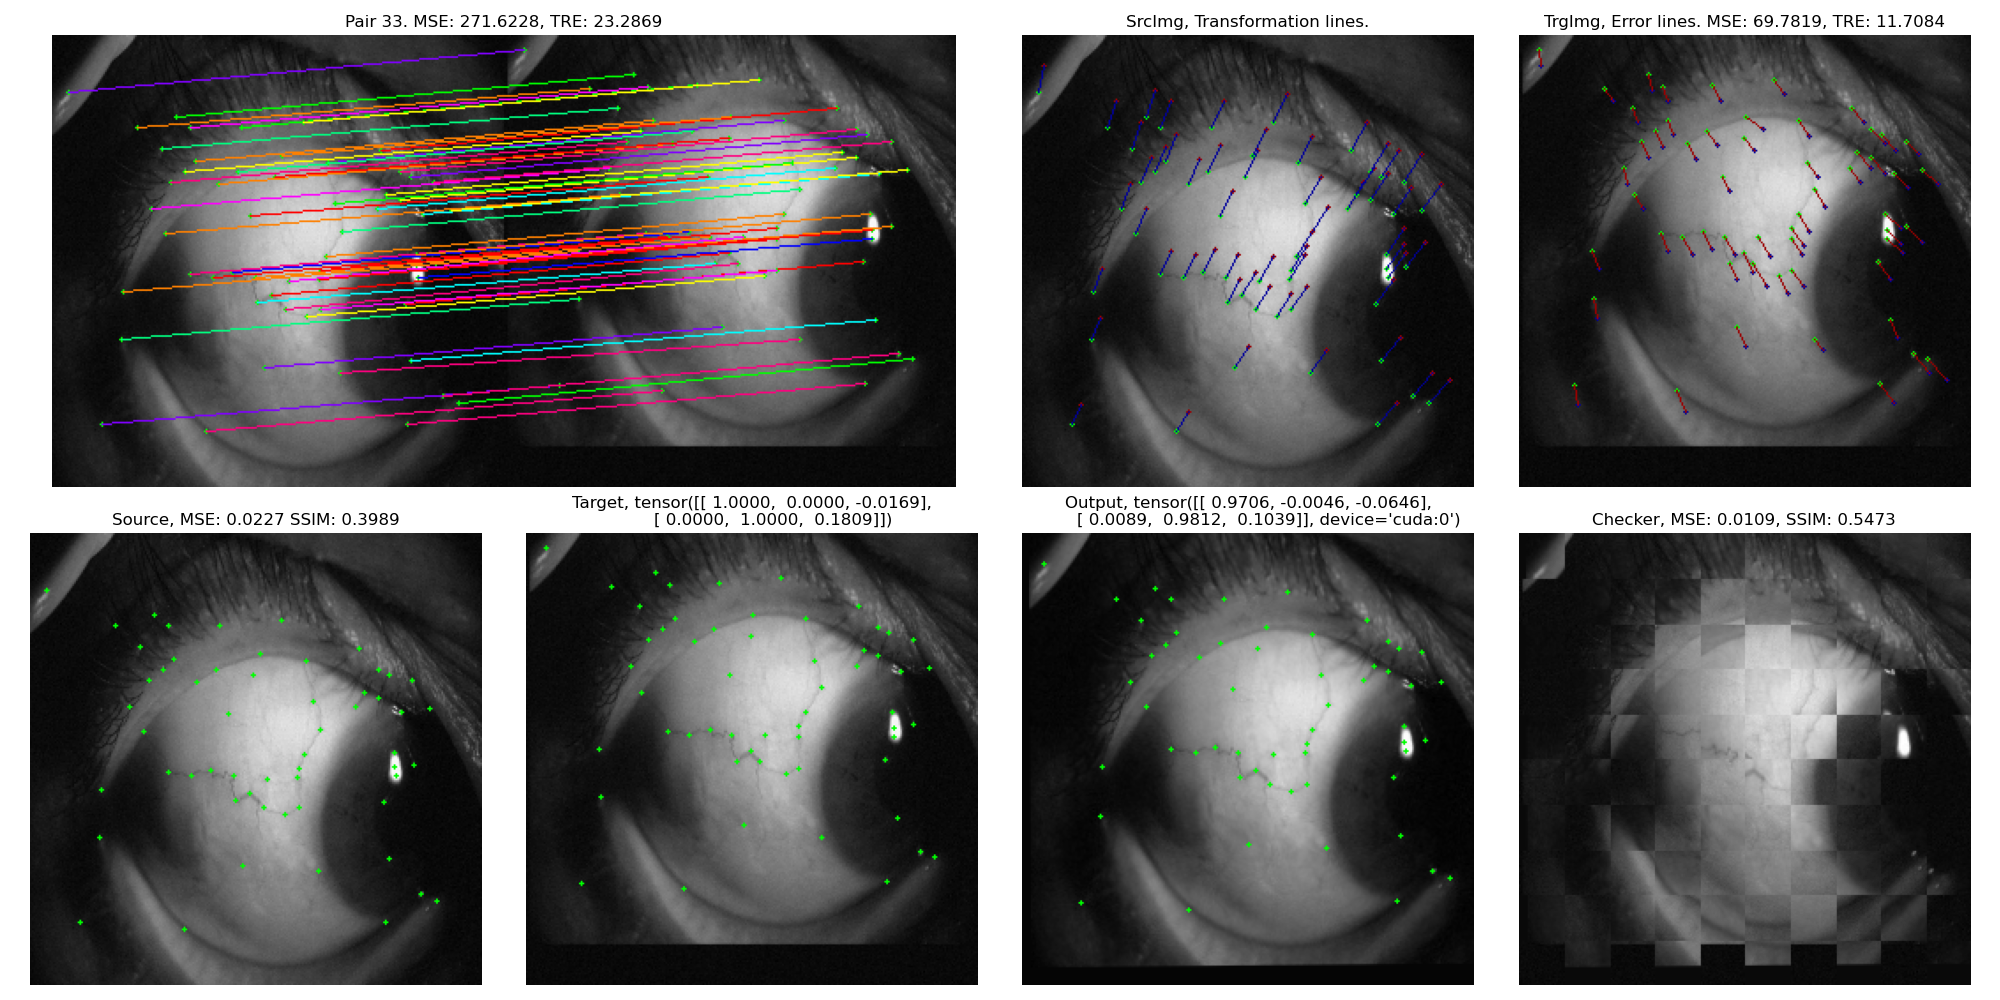 Pair 33. MSE: 271.6228, TRE: 23.2869
SrcImg, Transformation lines.
TrgImg, Error lines. MSE: 69.7819, TRE: 11.7084
Source, MSE: 0.0227 SSIM: 0.3989
Target, tensor([[ 1.0000,  0.0000, -0.0169],
[ 0.0000,  1.0000,  0.1809]])
Output, tensor([[ 0.9706, -0.0046, -0.0646],
[ 0.0089,  0.9812,  0.1039]], device='cuda:0')
Checker, MSE: 0.0109, SSIM: 0.5473